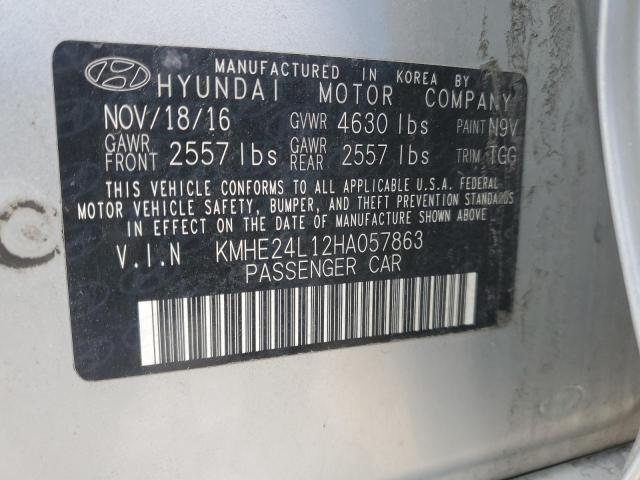 MANUFACTURED IN KOREA BY
HYUNDAI MOTOR COMPANY
NOV/18/16 GVWR 4630 lbs PAINT N9V
GAWR FRONT 2557 lbs GAWR REAR 2557 lbs TRIM TGG
THIS VEHICLE CONFORMS TO ALL APPLICABLE U.S.A. FEDERAL
MOTOR VEHICLE SAFETY, BUMPER, AND THEFT PREVENTION STANDARDS
IN EFFECT ON THE DATE OF MANUFACTURE SHOWN ABOVE.
V.I.N KMHE24L12HA057863
PASSENGER CAR